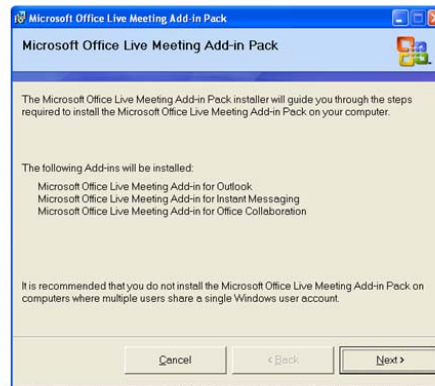 Microsoft Office Live Meeting Add-in Pack
Microsoft Office Live Meeting Add-in Pack
The Microsoft Office Live Meeting Add-in Pack installer will guide you through the steps
required to install the Microsoft Office Live Meeting Add-in Pack on your computer.
The following Add-ins will be installed:
Microsoft Office Live Meeting Add-in for Outlook
Microsoft Office Live Meeting Add-in for Instant Messaging
Microsoft Office Live Meeting Add-in for Office Collaboration
It is recommended that you do not install the Microsoft Office Live Meeting Add-in Pack on
computers where multiple users share a single Windows user account.
Cancel < Back Next >